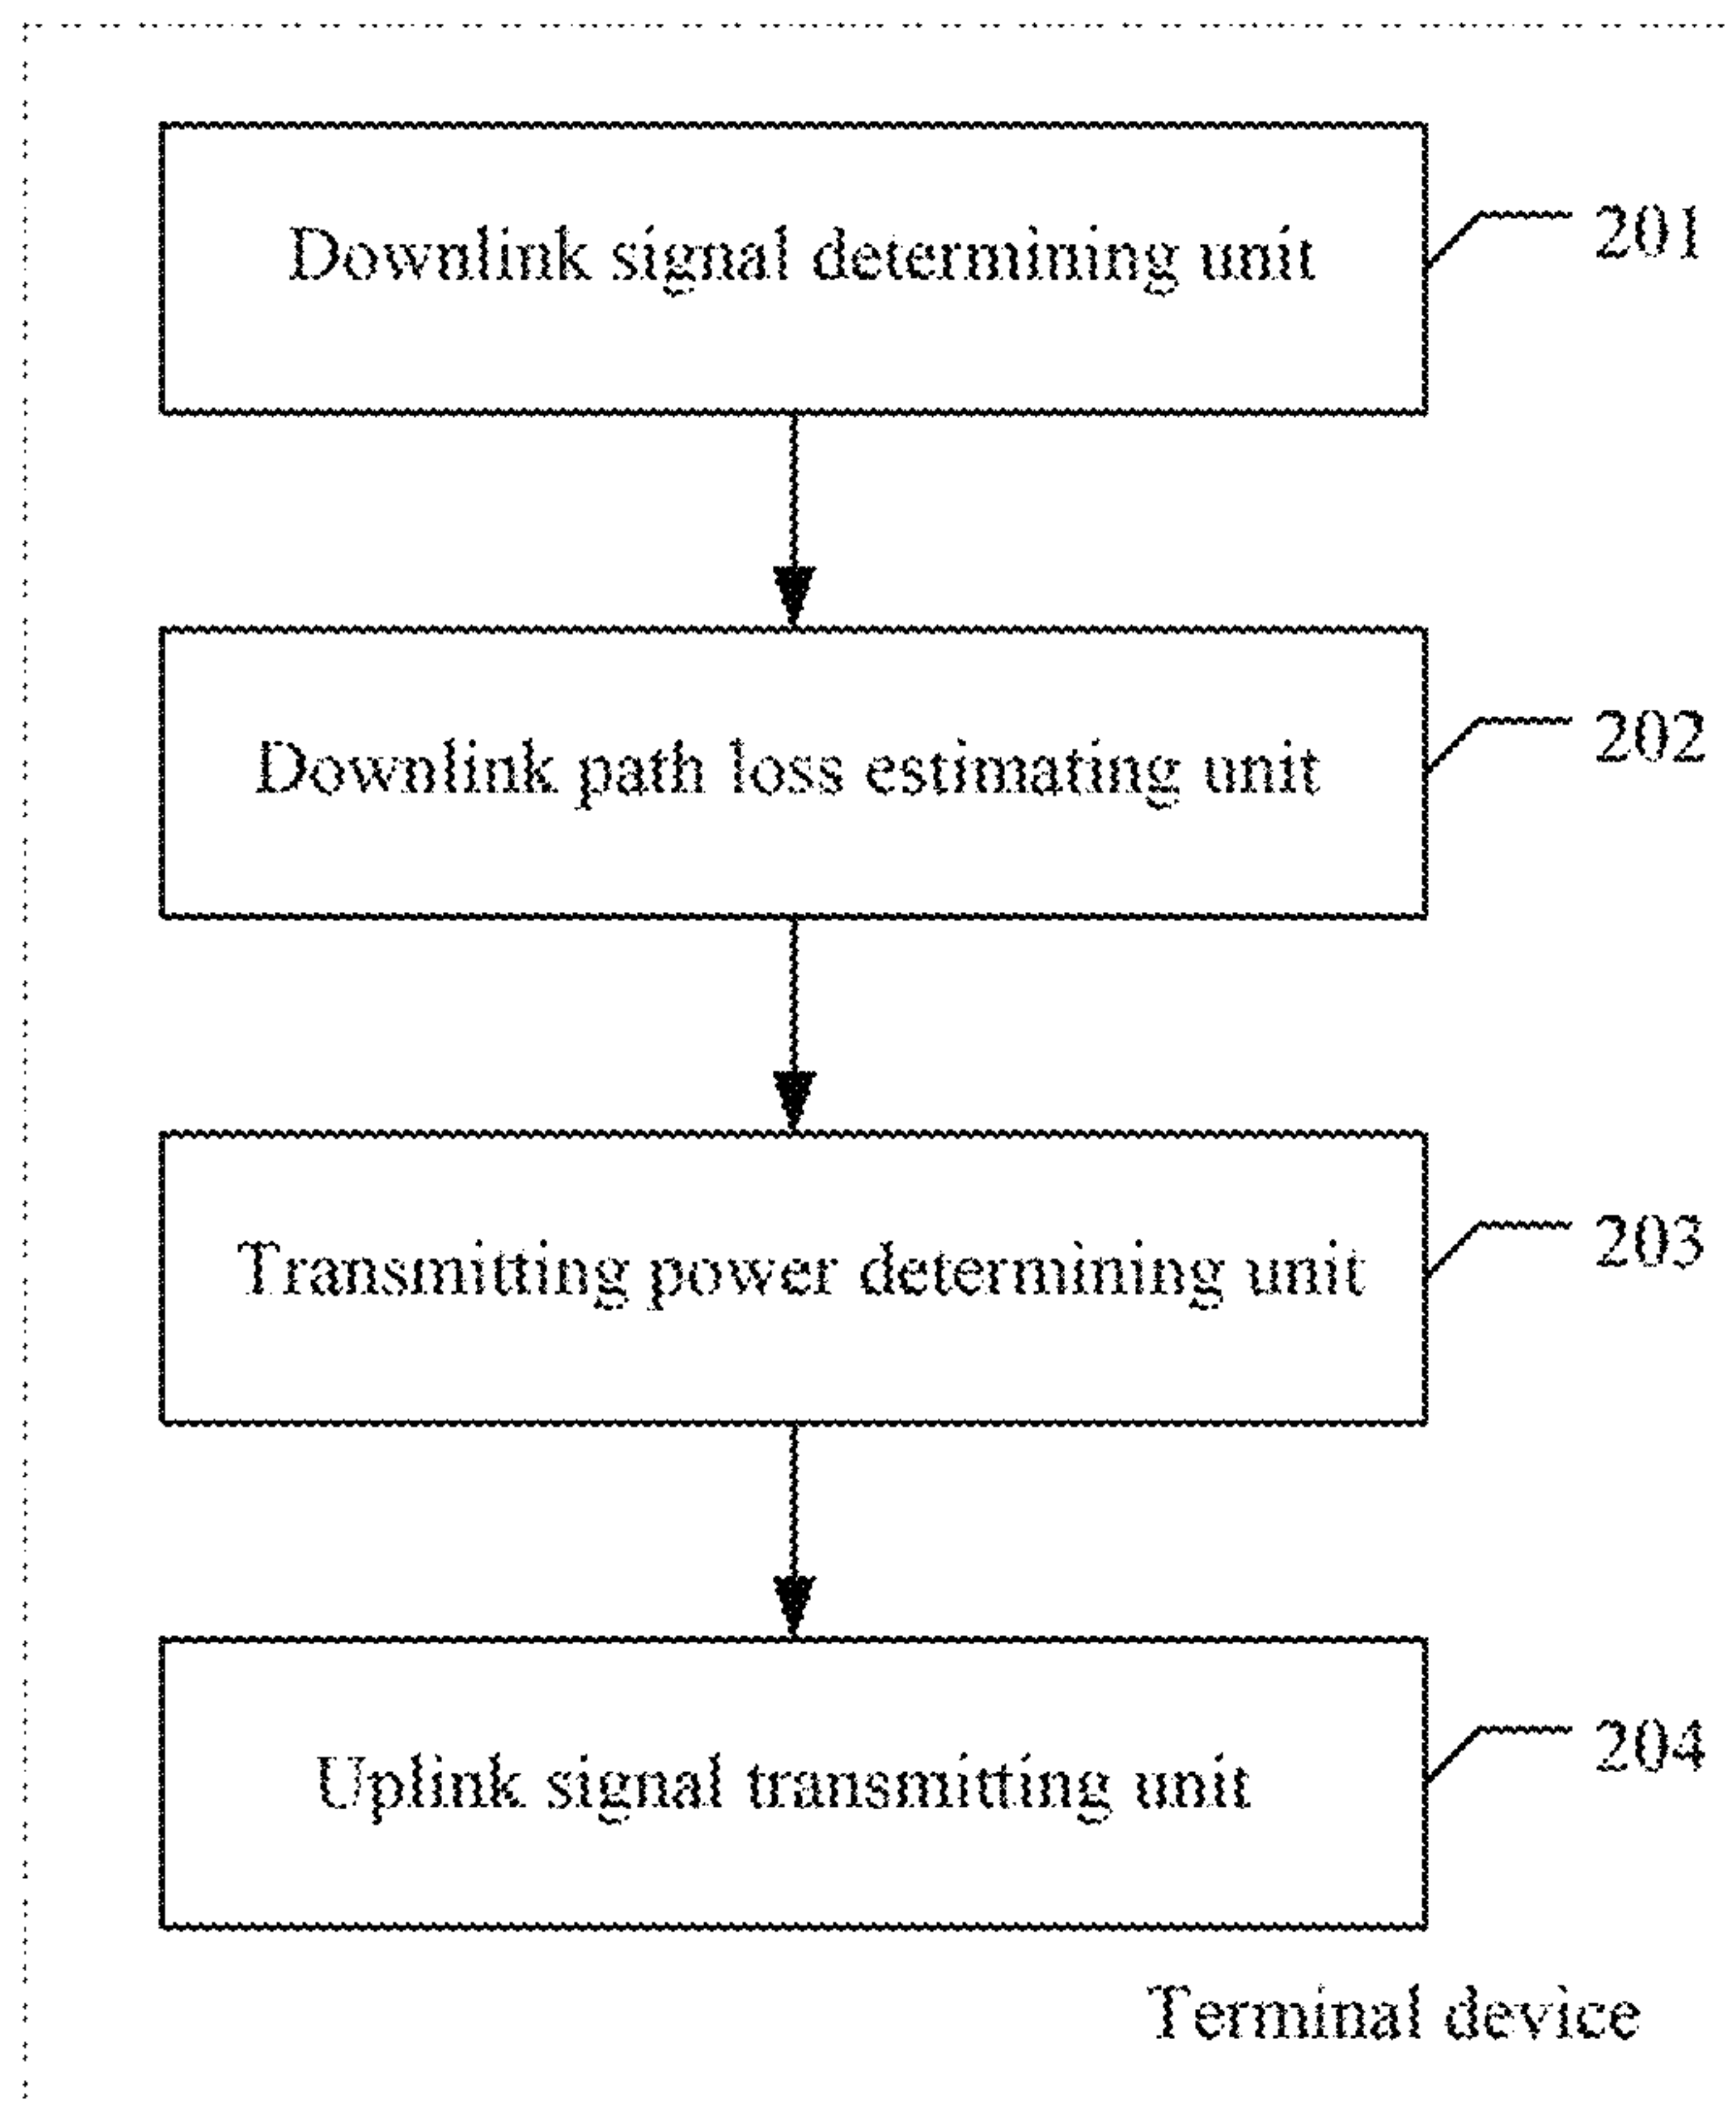 Downlink signal determining unit
201
Downlink path loss estimating unit
202
Transmitting power determining unit
203
Uplink signal transmitting unit
204
Terminal device